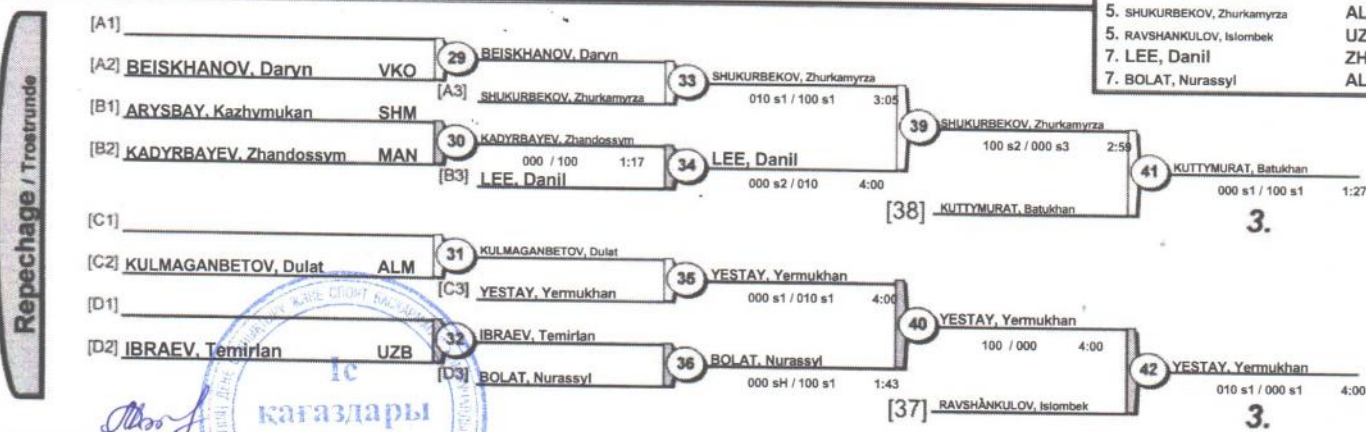 5. SHUKURBEKOV, Zhurkamyrza AL
5. RAVSHANKULOV, Islombek UZ
7. LEE, Danil ZH
7. BOLAT, Nurassyl AL
Repechage / Trostrunde
[A1]
[A2] BEISKHANOV, Daryn VKO
29
BEISKHANOV, Daryn
[A3] SHUKURBEKOV, Zhurkamyrza
33
SHUKURBEKOV, Zhurkamyrza
010 s1 / 100 s1 3:05
[B1] ARYSBAY, Kazhymukan SHM
[B2] KADYRBAYEV, Zhandossym MAN
30
KADYRBAYEV, Zhandossym
000 / 100 1:17
[B3] LEE, Danil
34
LEE, Danil
000 s2 / 010 4:00
39
SHUKURBEKOV, Zhurkamyrza
100 s2 / 000 s3 2:59
[38] KUTTYMURAT, Batukhan
41
KUTTYMURAT, Batukhan
000 s1 / 100 s1 1:27
3.
[C1]
[C2] KULMAGANBETOV, Dulat ALM
31
KULMAGANBETOV, Dulat
[C3] YESTAY, Yermukhan
35
YESTAY, Yermukhan
000 s1 / 010 s1 4:00
[D1]
[D2] IBRAEV, Temirlan UZB
32
IBRAEV, Temirlan
[D3] BOLAT, Nurassyl
36
BOLAT, Nurassyl
000 sH / 100 s1 1:43
40
YESTAY, Yermukhan
100 / 000 4:00
[37] RAVSHANKULOV, Islombek
42
YESTAY, Yermukhan
010 s1 / 000 s1 4:00
3.
Іс
қағаздары